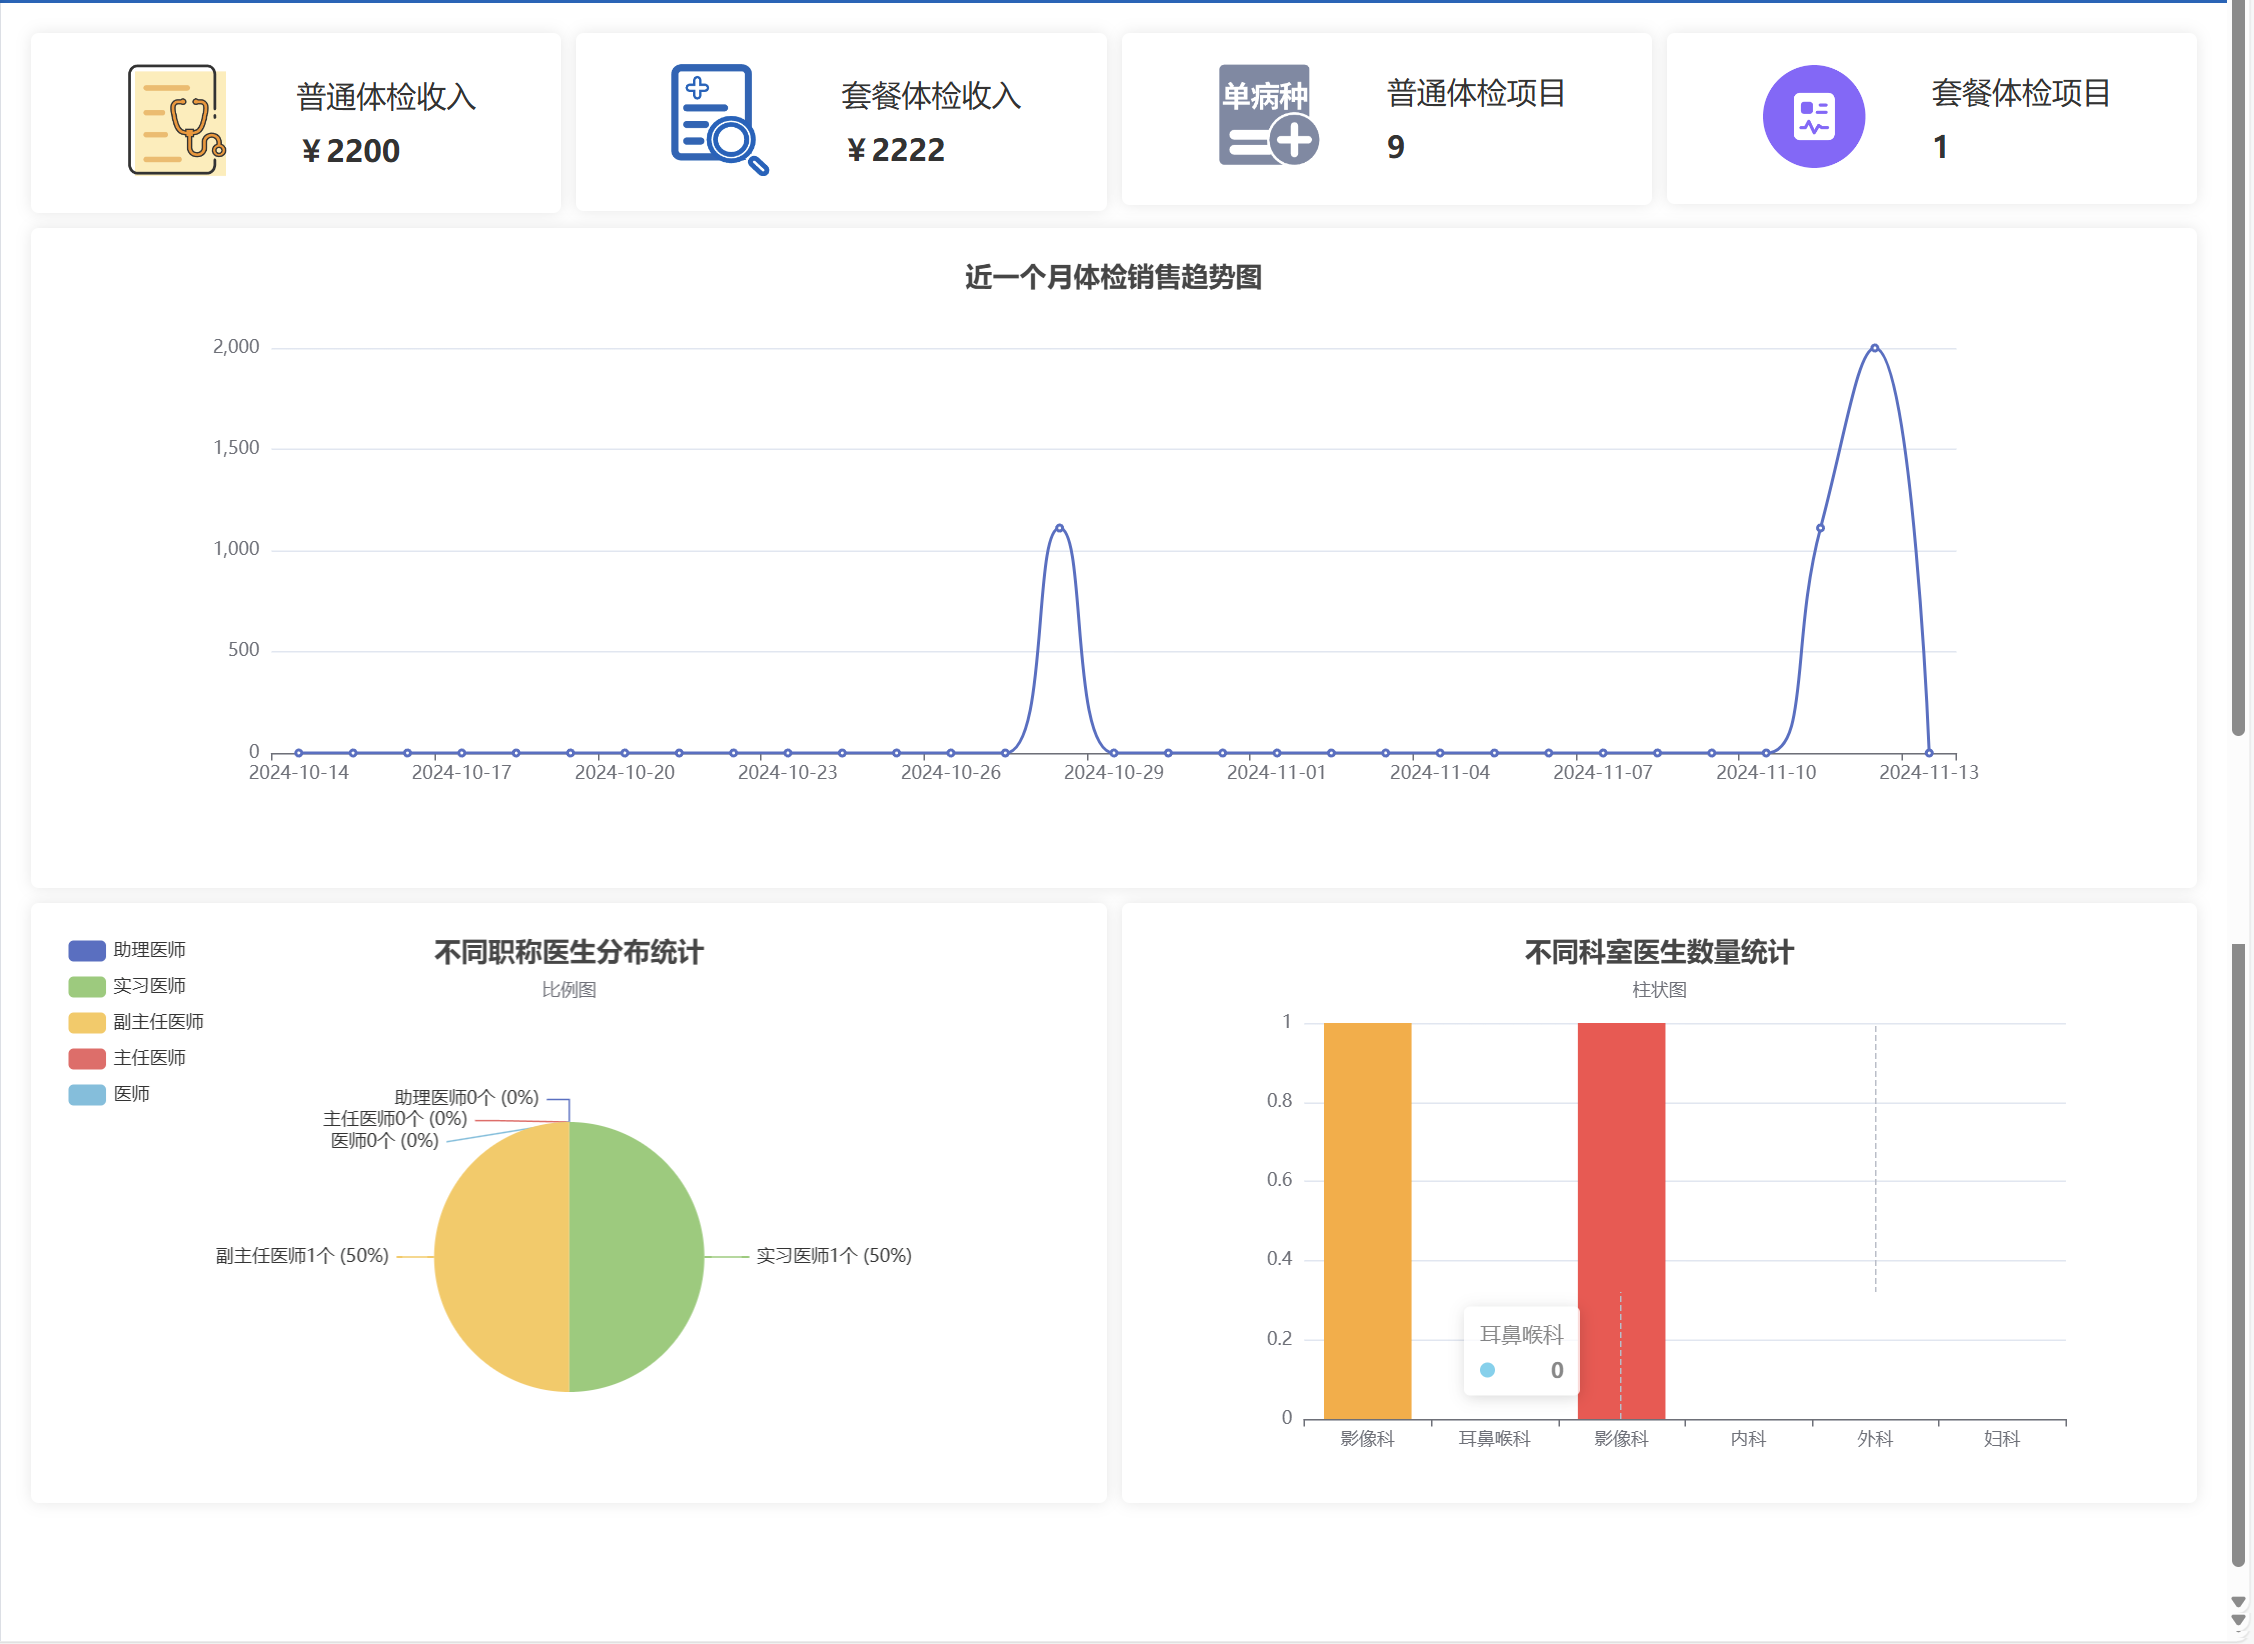 普通体检收入
¥2200
套餐体检收入
¥2222
单病种
普通体检项目
9
套餐体检项目
1
近一个月体检销售趋势图
2,000
1,500
1,000
500
0
2024-10-14 2024-10-17 2024-10-20 2024-10-23 2024-10-26 2024-10-29 2024-11-01 2024-11-04 2024-11-07 2024-11-10 2024-11-13
助理医师
实习医师
副主任医师
主任医师
医师
不同职称医生分布统计
比例图
助理医师0个 (0%)
主任医师0个 (0%)
医师0个 (0%)
副主任医师1个 (50%)
实习医师1个 (50%)
不同科室医生数量统计
柱状图
1
0.8
0.6
0.4
0.2
0
耳鼻喉科
0
影像科 耳鼻喉科 影像科 内科 外科 妇科